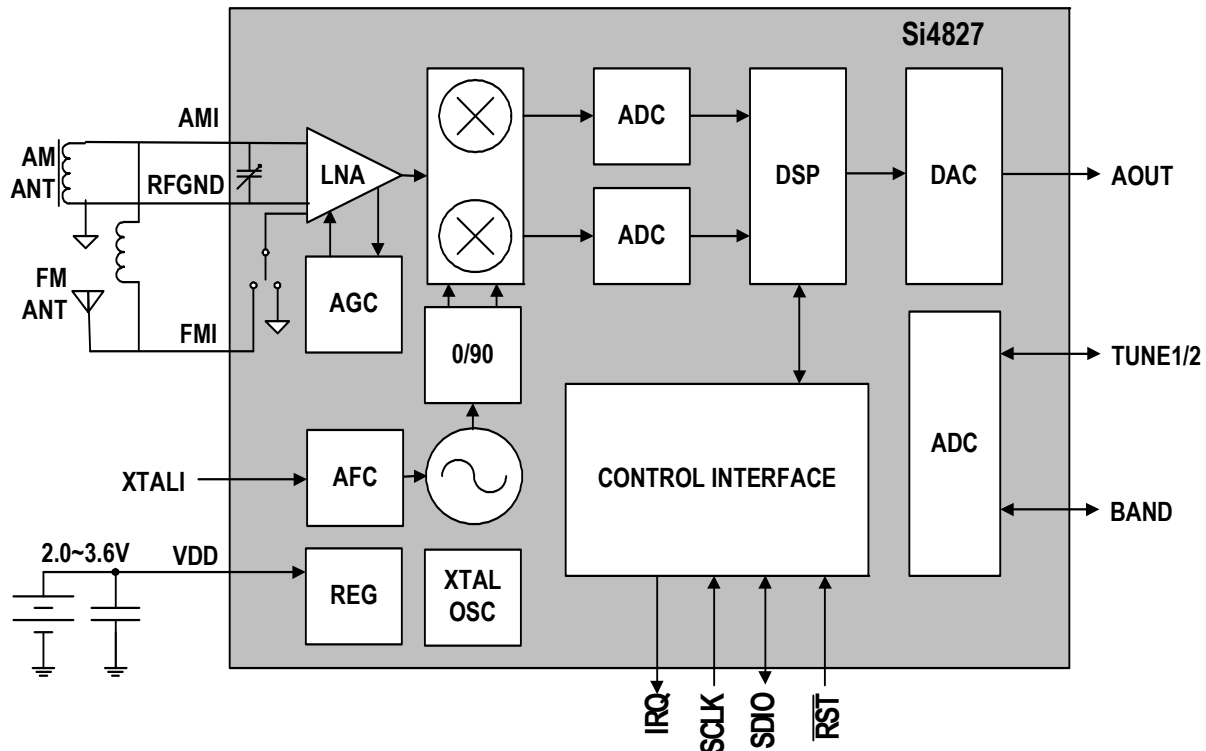 Si4827
AMI
AM
ANT
RFGND
LNA
ADC
ADC
DSP
DAC
AOUT
FM
ANT
FMI
AGC
0/90
TUNE1/2
ADC
BAND
XTALI
AFC
CONTROL INTERFACE
2.0~3.6V
VDD
REG
XTAL
OSC
IRQ
SCLK
SDIO
RST